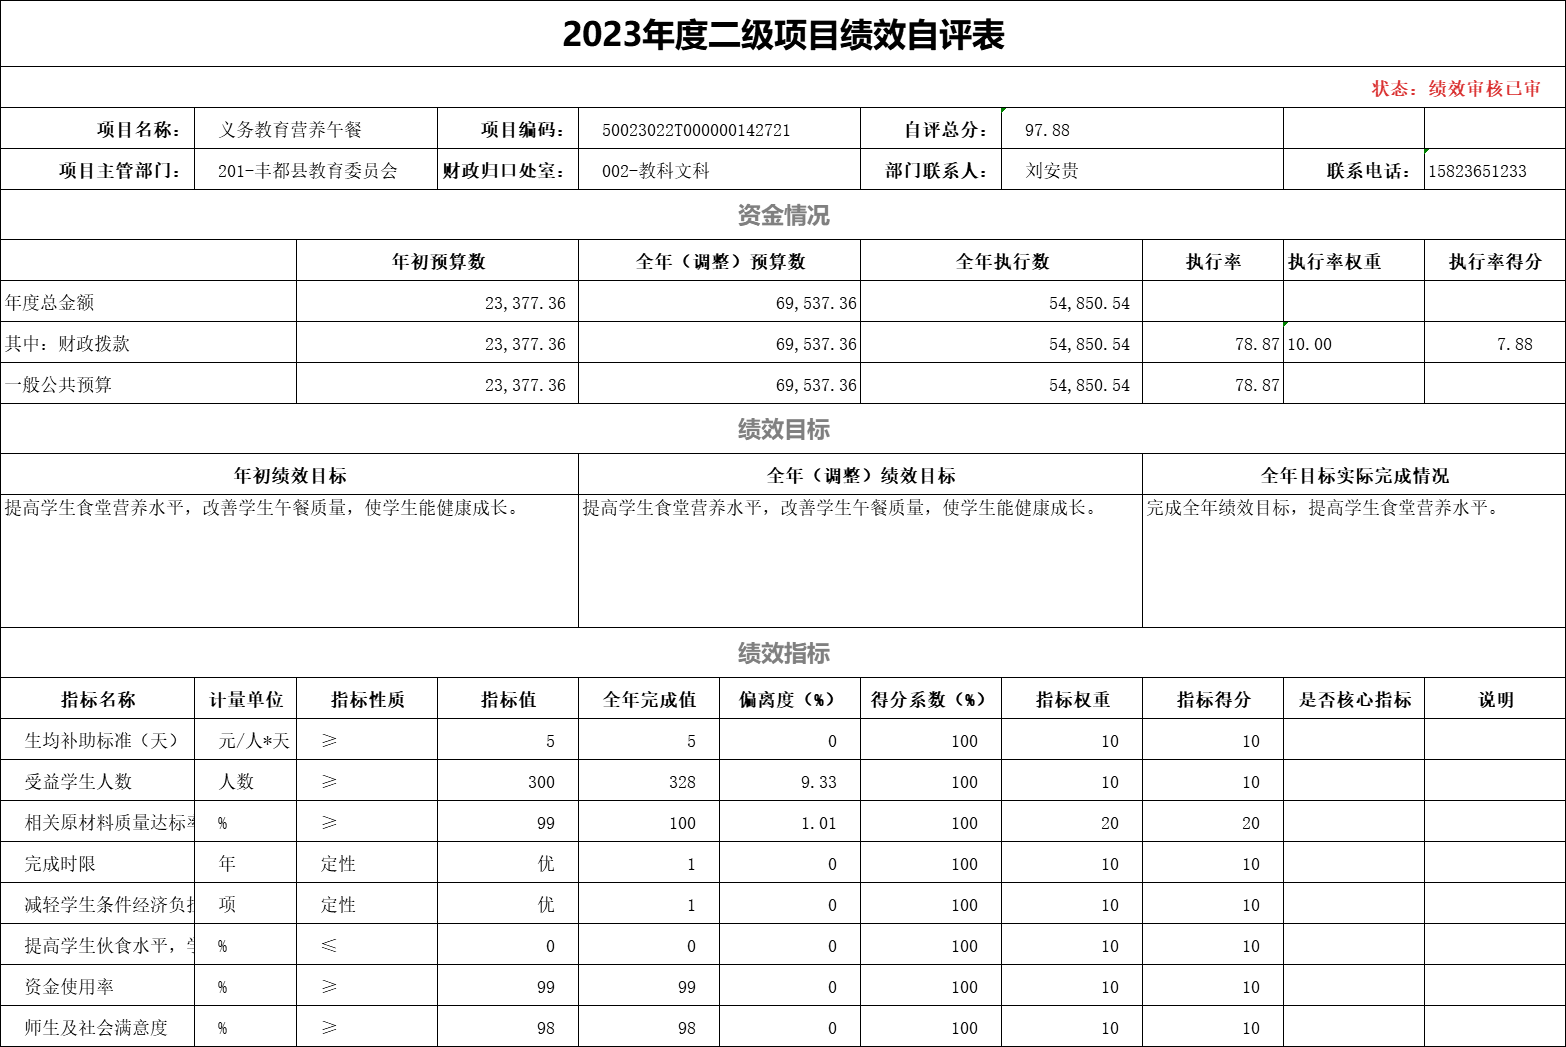 2023年度二级项目绩效自评表
状态：绩效审核已审
项目名称： 义务教育营养午餐 项目编码： 50023022T000000142721 自评总分： 97.88
项目主管部门： 201-丰都县教育委员会 财政归口处室： 002-教科文科 部门联系人： 刘安贵 联系电话： 15823651233
资金情况
年初预算数 全年（调整）预算数 全年执行数 执行率 执行率权重 执行率得分
年度总金额 23,377.36 69,537.36 54,850.54
其中：财政拨款 23,377.36 69,537.36 54,850.54 78.87 10.00 7.88
一般公共预算 23,377.36 69,537.36 54,850.54 78.87
绩效目标
年初绩效目标 全年（调整）绩效目标 全年目标实际完成情况
提高学生食堂营养水平，改善学生午餐质量，使学生能健康成长。 提高学生食堂营养水平，改善学生午餐质量，使学生能健康成长。 完成全年绩效目标，提高学生食堂营养水平。
绩效指标
指标名称 计量单位 指标性质 指标值 全年完成值 偏离度（%） 得分系数（%） 指标权重 指标得分 是否核心指标 说明
生均补助标准（天） 元/人*天 ≥ 5 5 0 100 10 10
受益学生人数 人数 ≥ 300 328 9.33 100 10 10
相关原材料质量达标率 % ≥ 99 100 1.01 100 20 20
完成时限 年 定性 优 1 0 100 10 10
减轻学生条件经济负担 项 定性 优 1 0 100 10 10
提高学生伙食水平，学 % ≤ 0 0 0 100 10 10
资金使用率 % ≥ 99 99 0 100 10 10
师生及社会满意度 % ≥ 98 98 0 100 10 10